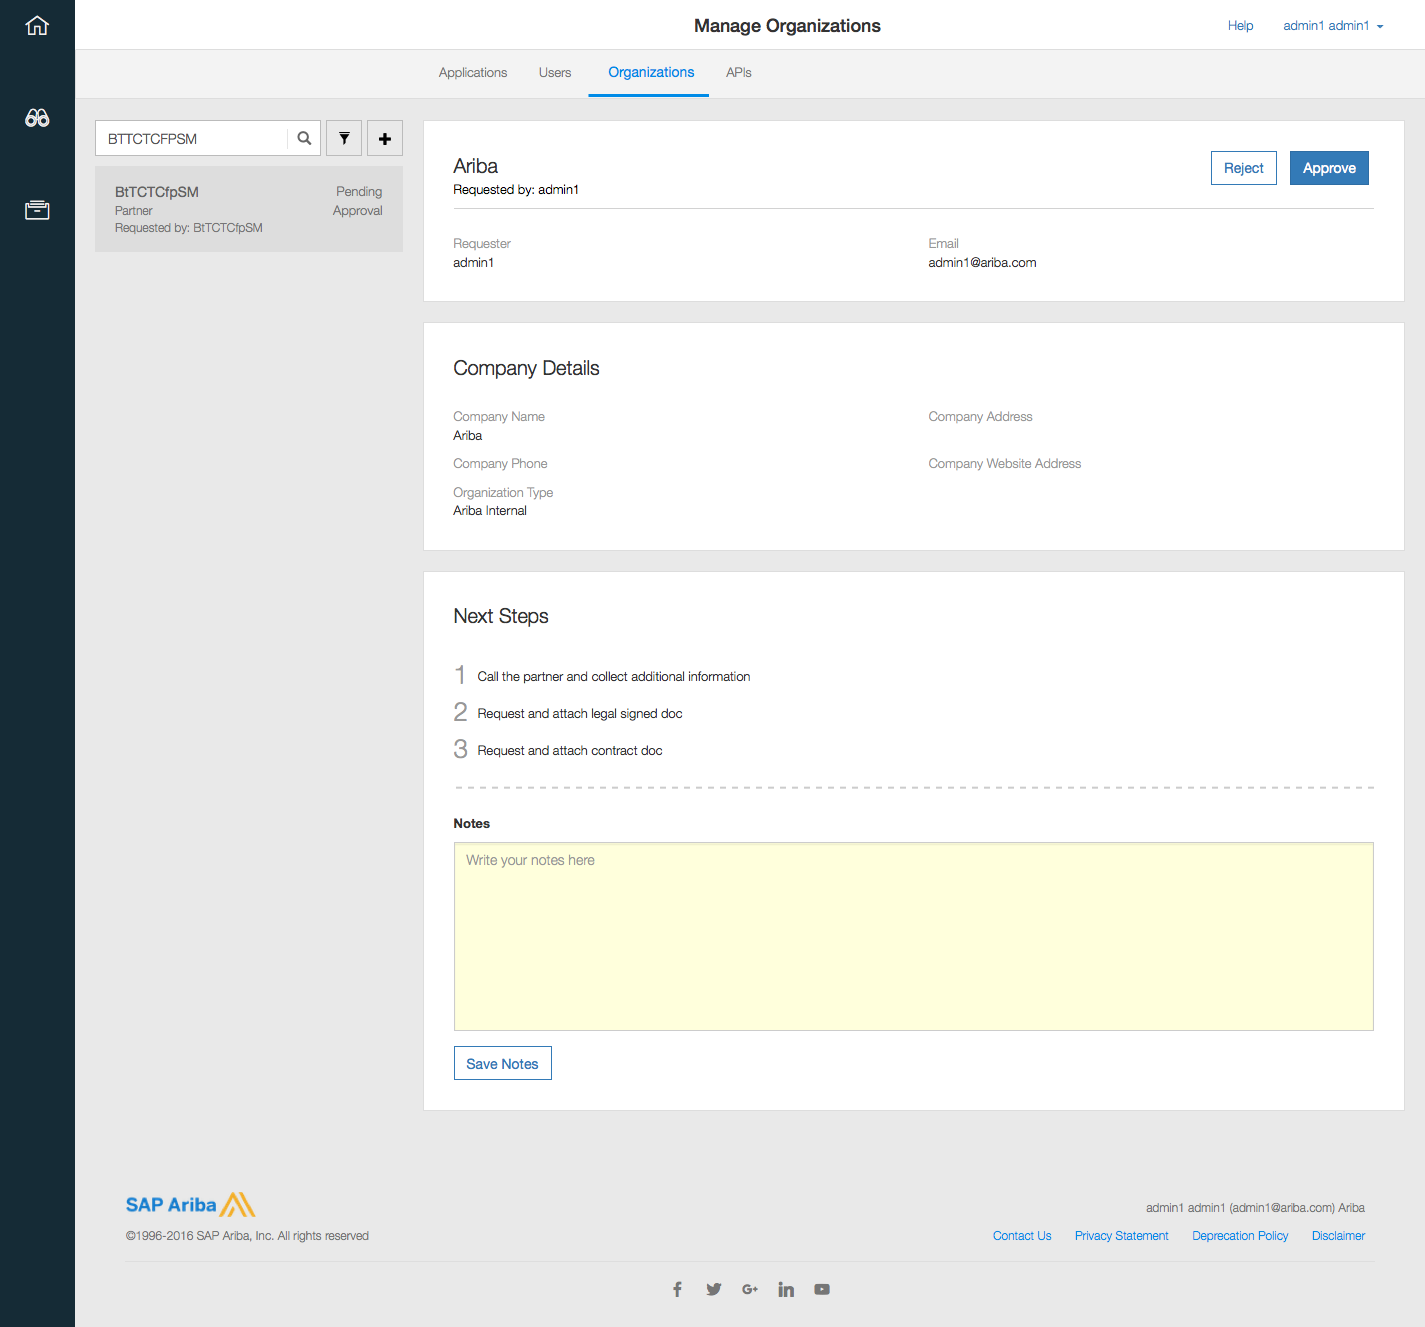 Manage Organizations
Help
admin1 admin1
Applications
Users
Organizations
APIs
BTTCTCFPSM
BtTCTCfpSM
Pending
Partner
Approval
Requested by: BtTCTCfpSM
Ariba
Requested by: admin1
Reject
Approve
Requester
Email
admin1
admin1@ariba.com
Company Details
Company Name
Company Address
Ariba
Company Phone
Company Website Address
Organization Type
Ariba Internal
Next Steps
1 Call the partner and collect additional information
2 Request and attach legal signed doc
3 Request and attach contract doc
Notes
Write your notes here
Save Notes
SAP Ariba
admin1 admin1 (admin1@ariba.com) Ariba
©1996-2016 SAP Ariba, Inc. All rights reserved
Contact Us
Privacy Statement
Deprecation Policy
Disclaimer